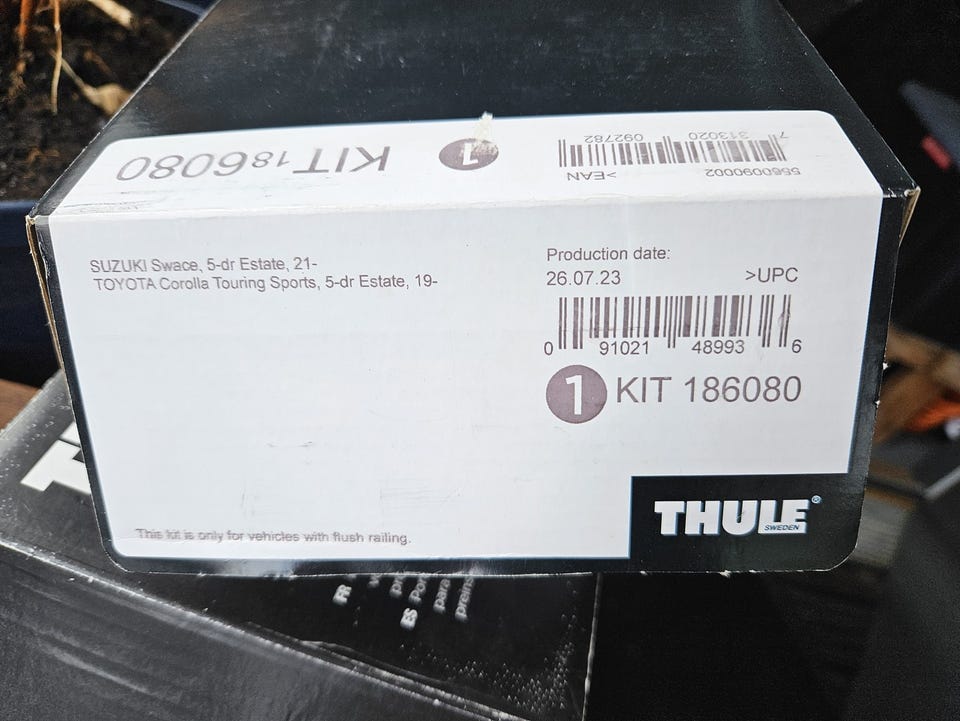 KIT 186080
1
5560090002
>EAN
7 313020 092782
SUZUKI Swace, 5-dr Estate, 21-
TOYOTA Corolla Touring Sports, 5-dr Estate, 19-
Production date:
26.07.23
>UPC
0 91021 48993 6
1 KIT 186080
This kit is only for vehicles with flush railing.
THULE®
SWEDEN
FR
ES